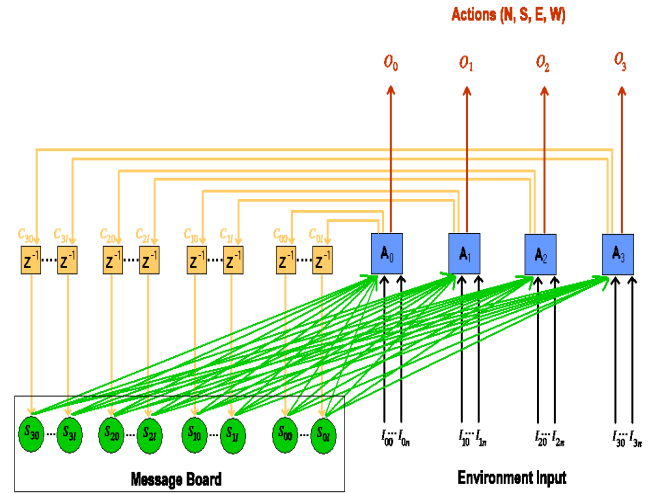 Actions (N, S, E, W)
O₀ O₁ O₂ O₃
C₃₀ C₃ₗ C₂₀ C₂ₗ C₁₀ C₁ₗ C₀₀ C₀ₗ
z⁻¹ ···· z⁻¹ z⁻¹ ···· z⁻¹ z⁻¹ ···· z⁻¹ z⁻¹ ···· z⁻¹ A₀ A₁ A₂ A₃
S₃₀ ··· S₃ₗ S₂₀ ··· S₂ₗ S₁₀ ··· S₁ₗ S₀₀ ··· S₀ₗ I₀₀ ··· I₀ₙ I₁₀ ··· I₁ₙ I₂₀ ··· I₂ₙ I₃₀ ··· I₃ₙ
Message Board Environment Input